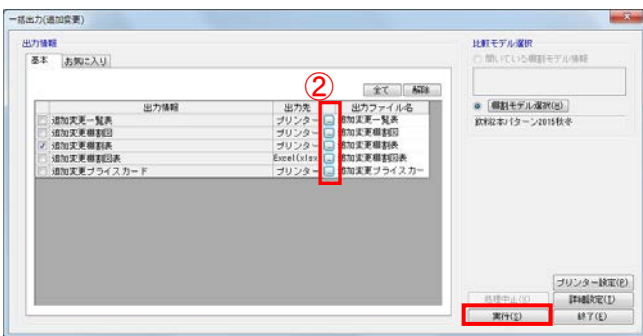 一括出力(追加変更)
出力情報
基本 お気に入り
②
全て 解除
出力情報 出力先 出力ファイル名
追加変更一覧表 プリンター ... 追加変更一覧表
追加変更棚割図 プリンター ... 追加変更棚割図
追加変更棚割表 プリンター ... 追加変更棚割表
追加変更棚割図表 Excel(xlsx ... 追加変更棚割図表
追加変更プライスカード プリンター ... 追加変更プライスカー
比較モデル選択
開いている棚割モデル情報
棚割モデル選択(M)
飲料2本パターン2015秋冬
プリンター設定(P)
処理中止(X) 詳細設定(I)
実行(S) 終了(E)